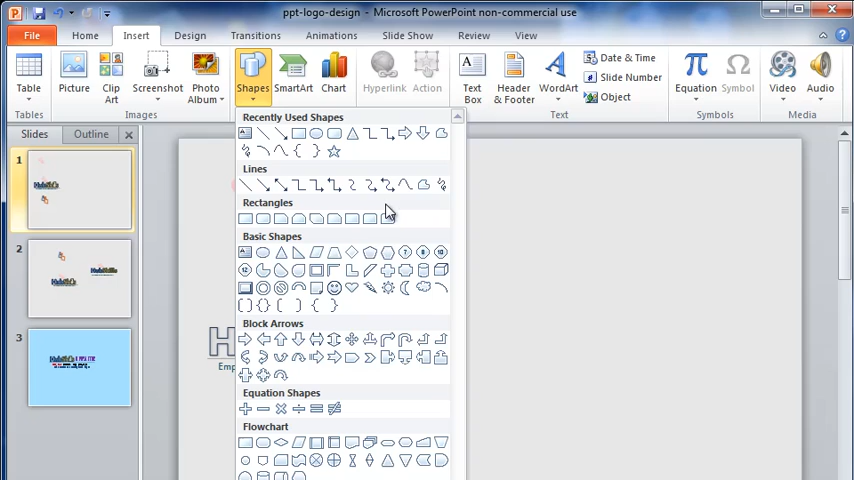 ppt-logo-design - Microsoft PowerPoint non-commercial use
File Home Insert Design Transitions Animations Slide Show Review View
Table Picture Clip Art Screenshot Photo Album Shapes SmartArt Chart Hyperlink Action Text Box Header & Footer WordArt Date & Time Slide Number Object Equation Symbol Video Audio
Tables Images Text Symbols Media
Slides Outline
Recently Used Shapes
Lines
Rectangles
Basic Shapes
Block Arrows
Equation Shapes
Flowchart
1
2
3
H
Emp